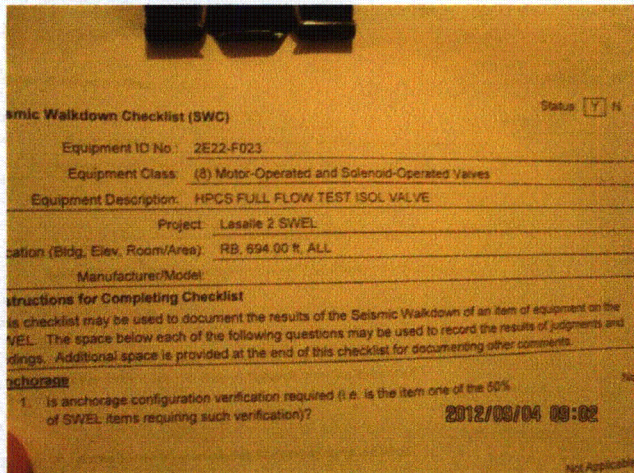 smic Walkdown Checklist (SWC)
Status Y N
Equipment ID No.: 2E22-F023
Equipment Class: (8) Motor-Operated and Solenoid-Operated Valves
Equipment Description: HPCS FULL FLOW TEST ISOL VALVE
Project: Lasalle 2 SWEL
cation (Bldg, Elev, Room/Area): RB, 694.00 ft, ALL
Manufacturer/Model:
structions for Completing Checklist
is checklist may be used to document the results of the Seismic Walkdown of an item of equipment on the
WEL. The space below each of the following questions may be used to record the results of judgments and
dings. Additional space is provided at the end of this checklist for documenting other comments.
nchorage
1. Is anchorage configuration verification required (i.e. is the item one of the 50%
No
of SWEL items requiring such verification)?
2012/09/04 09:02
Not Applicable